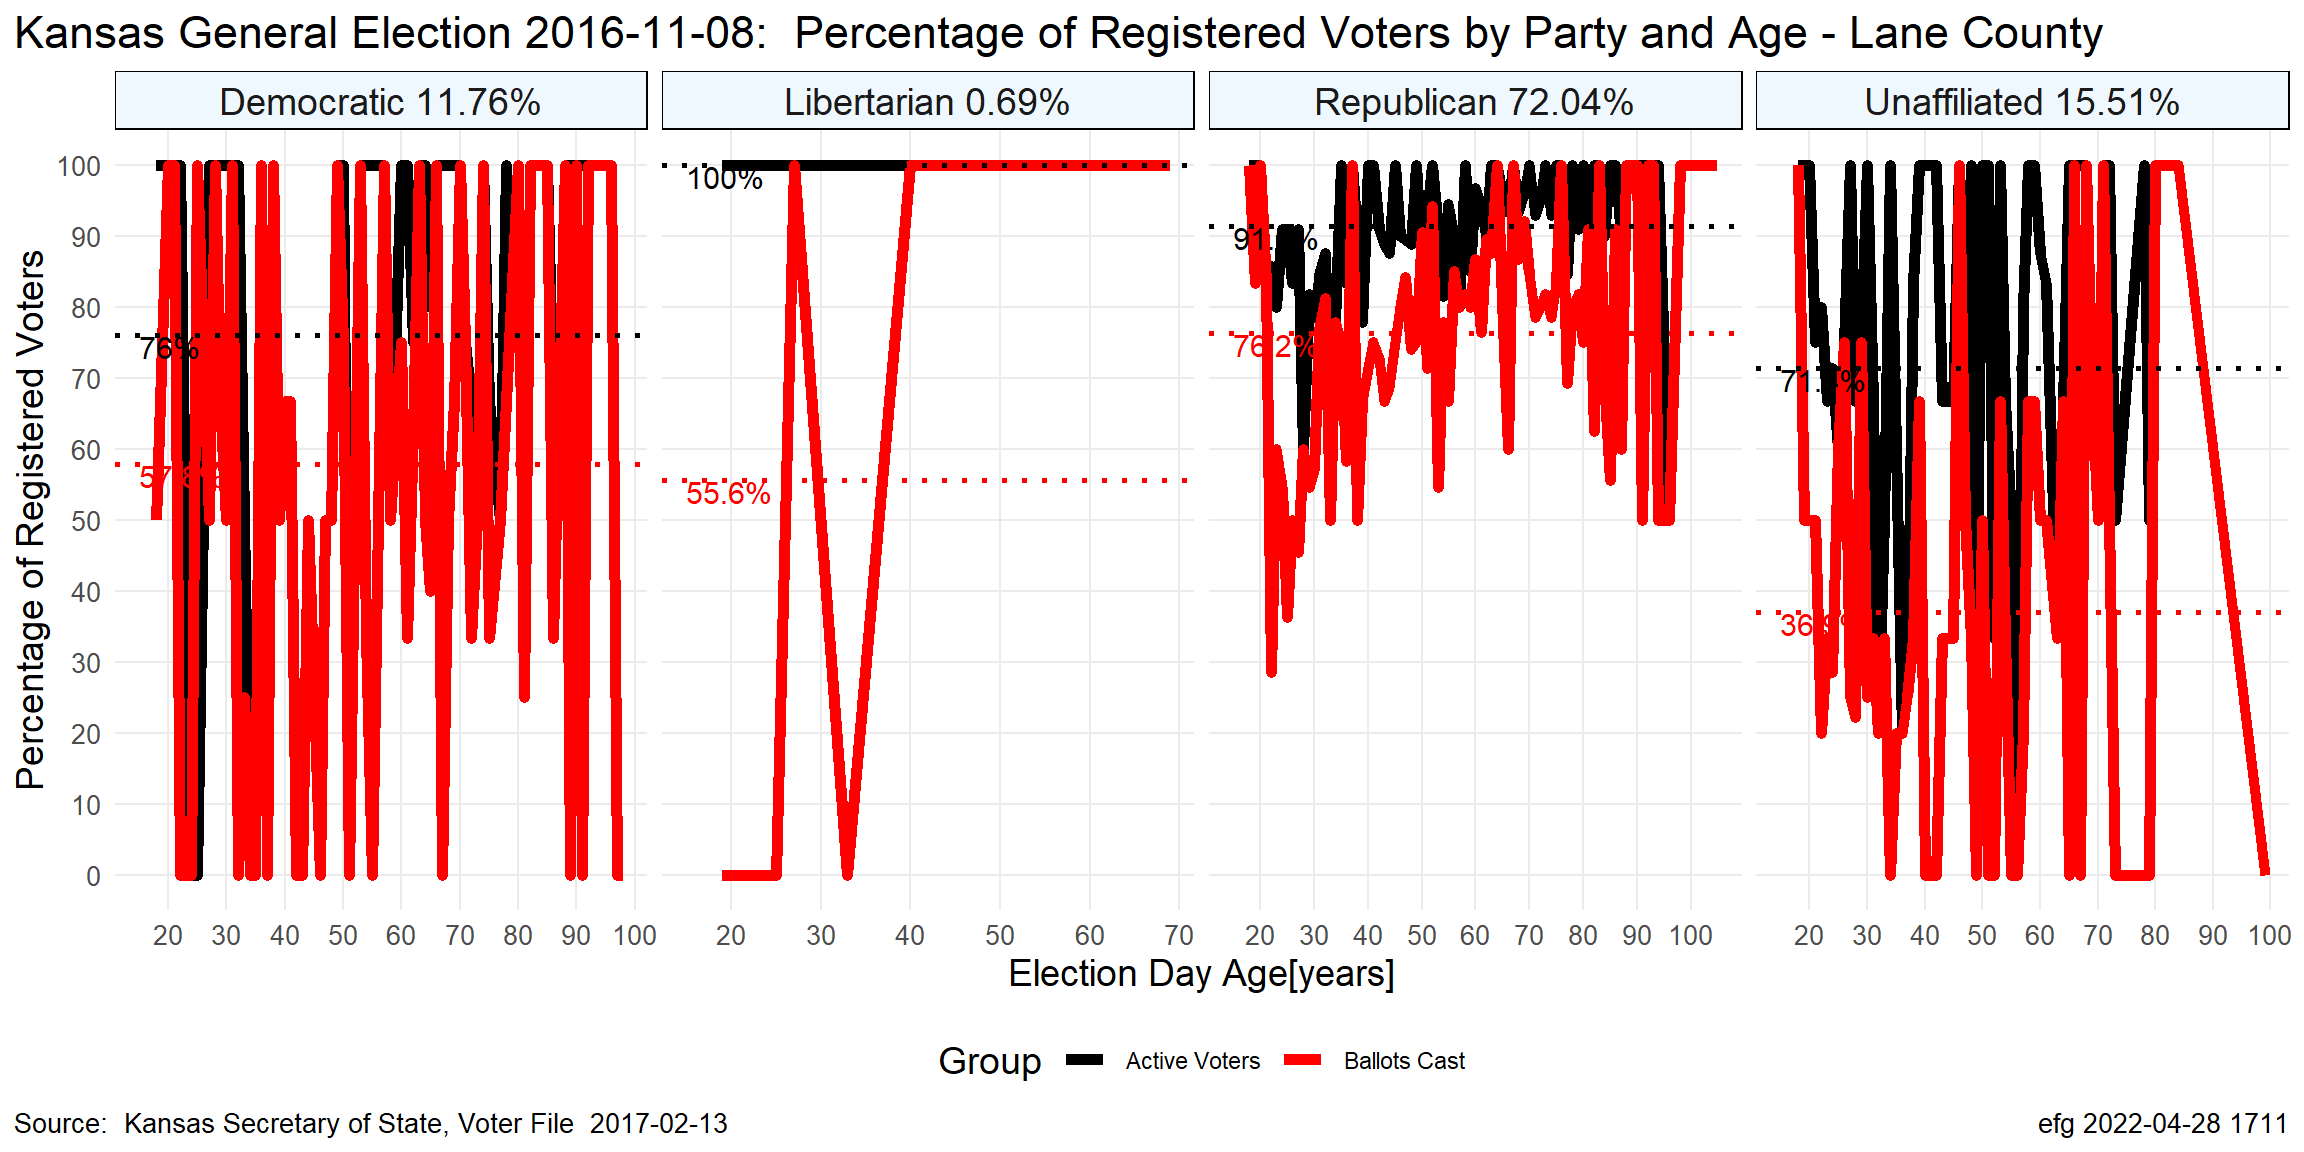 Kansas General Election 2016-11-08:  Percentage of Registered Voters by Party and Age - Lane County
Democratic 11.76%
Libertarian 0.69%
Republican 72.04%
Unaffiliated 15.51%
Percentage of Registered Voters
100
90
80
70
60
50
40
30
20
10
0
76%
100%
55.6%
76.2%
20 30 40 50 60 70 80 90 100
20 30 40 50 60 70
20 30 40 50 60 70 80 90 100
20 30 40 50 60 70 80 90 100
Election Day Age[years]
Group Active Voters Ballots Cast
Source:  Kansas Secretary of State, Voter File  2017-02-13
efg 2022-04-28 1711